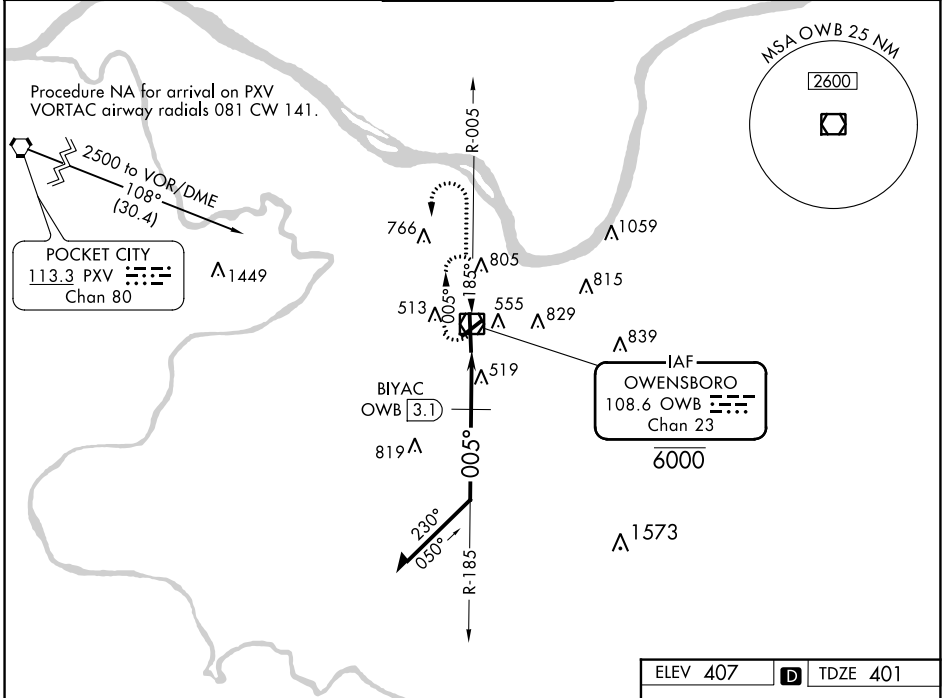 MSA OWB 25 NM
2600
Procedure NA for arrival on PXV
VORTAC airway radials 081 CW 141.
2500 to VOR/DME
108°
(30.4)
POCKET CITY
113.3 PXV
Chan 80
1449
R-005
766
805
1059
815
185°
005°
513
555
829
839
519
IAF
OWENSBORO
108.6 OWB
Chan 23
6000
BIYAC
OWB 3.1
819
005°
230°
050°
R-185
1573
ELEV 407 D TDZE 401